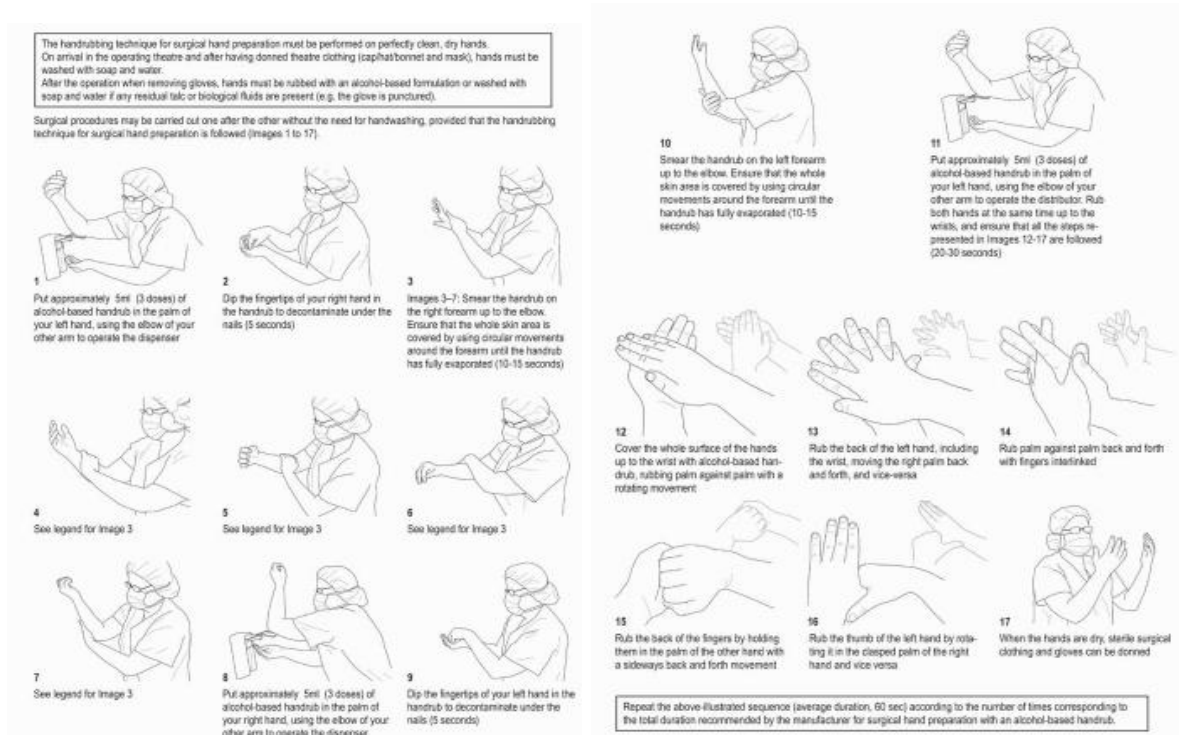 The handrubbing technique for surgical hand preparation must be performed on perfectly clean, dry hands.
On arrival in the operating theatre and after having donned theatre clothing (cap/hat/bonnet and mask), hands must be
washed with soap and water.
After the operation when removing gloves, hands must be rubbed with an alcohol-based formulation or washed with
soap and water if any residual talc or biological fluids are present (e.g. the glove is punctured).
Surgical procedures may be carried out one after the other without the need for handwashing, provided that the handrubbing
technique for surgical hand preparation is followed (Images 1 to 17).
1
Put approximately 5ml (3 doses) of
alcohol-based handrub in the palm of
your left hand, using the elbow of your
other arm to operate the dispenser
2
Dip the fingertips of your right hand in
the handrub to decontaminate under the
nails (5 seconds)
3
Images 3–7: Smear the handrub on
the right forearm up to the elbow.
Ensure that the whole skin area is
covered by using circular movements
around the forearm until the handrub
has fully evaporated (10-15 seconds)
4
See legend for Image 3
5
See legend for Image 3
6
See legend for Image 3
7
See legend for Image 3
8
Put approximately 5ml (3 doses) of
alcohol-based handrub in the palm of
your right hand, using the elbow of your
other arm to operate the dispenser
9
Dip the fingertips of your left hand in the
handrub to decontaminate under the
nails (5 seconds)
10
Smear the handrub on the left forearm
up to the elbow. Ensure that the whole
skin area is covered by using circular
movements around the forearm until the
handrub has fully evaporated (10-15
seconds)
11
Put approximately 5ml (3 doses) of
alcohol-based handrub in the palm of
your left hand, using the elbow of your
other arm to operate the distributor. Rub
both hands at the same time up to the
wrists, and ensure that all the steps re-
presented in Images 12-17 are followed
(20-30 seconds)
12
Cover the whole surface of the hands
up to the wrist with alcohol-based han-
drub, rubbing palm against palm with a
rotating movement
13
Rub the back of the left hand, including
the wrist, moving the right palm back
and forth, and vice-versa
14
Rub palm against palm back and forth
with fingers interlinked
15
Rub the back of the fingers by holding
them in the palm of the other hand with
a sideways back and forth movement
16
Rub the thumb of the left hand by rota-
ting it in the clasped palm of the right
hand and vice versa
17
When the hands are dry, sterile surgical
clothing and gloves can be donned
Repeat the above-illustrated sequence (average duration, 60 sec) according to the number of times corresponding to
the total duration recommended by the manufacturer for surgical hand preparation with an alcohol-based handrub.